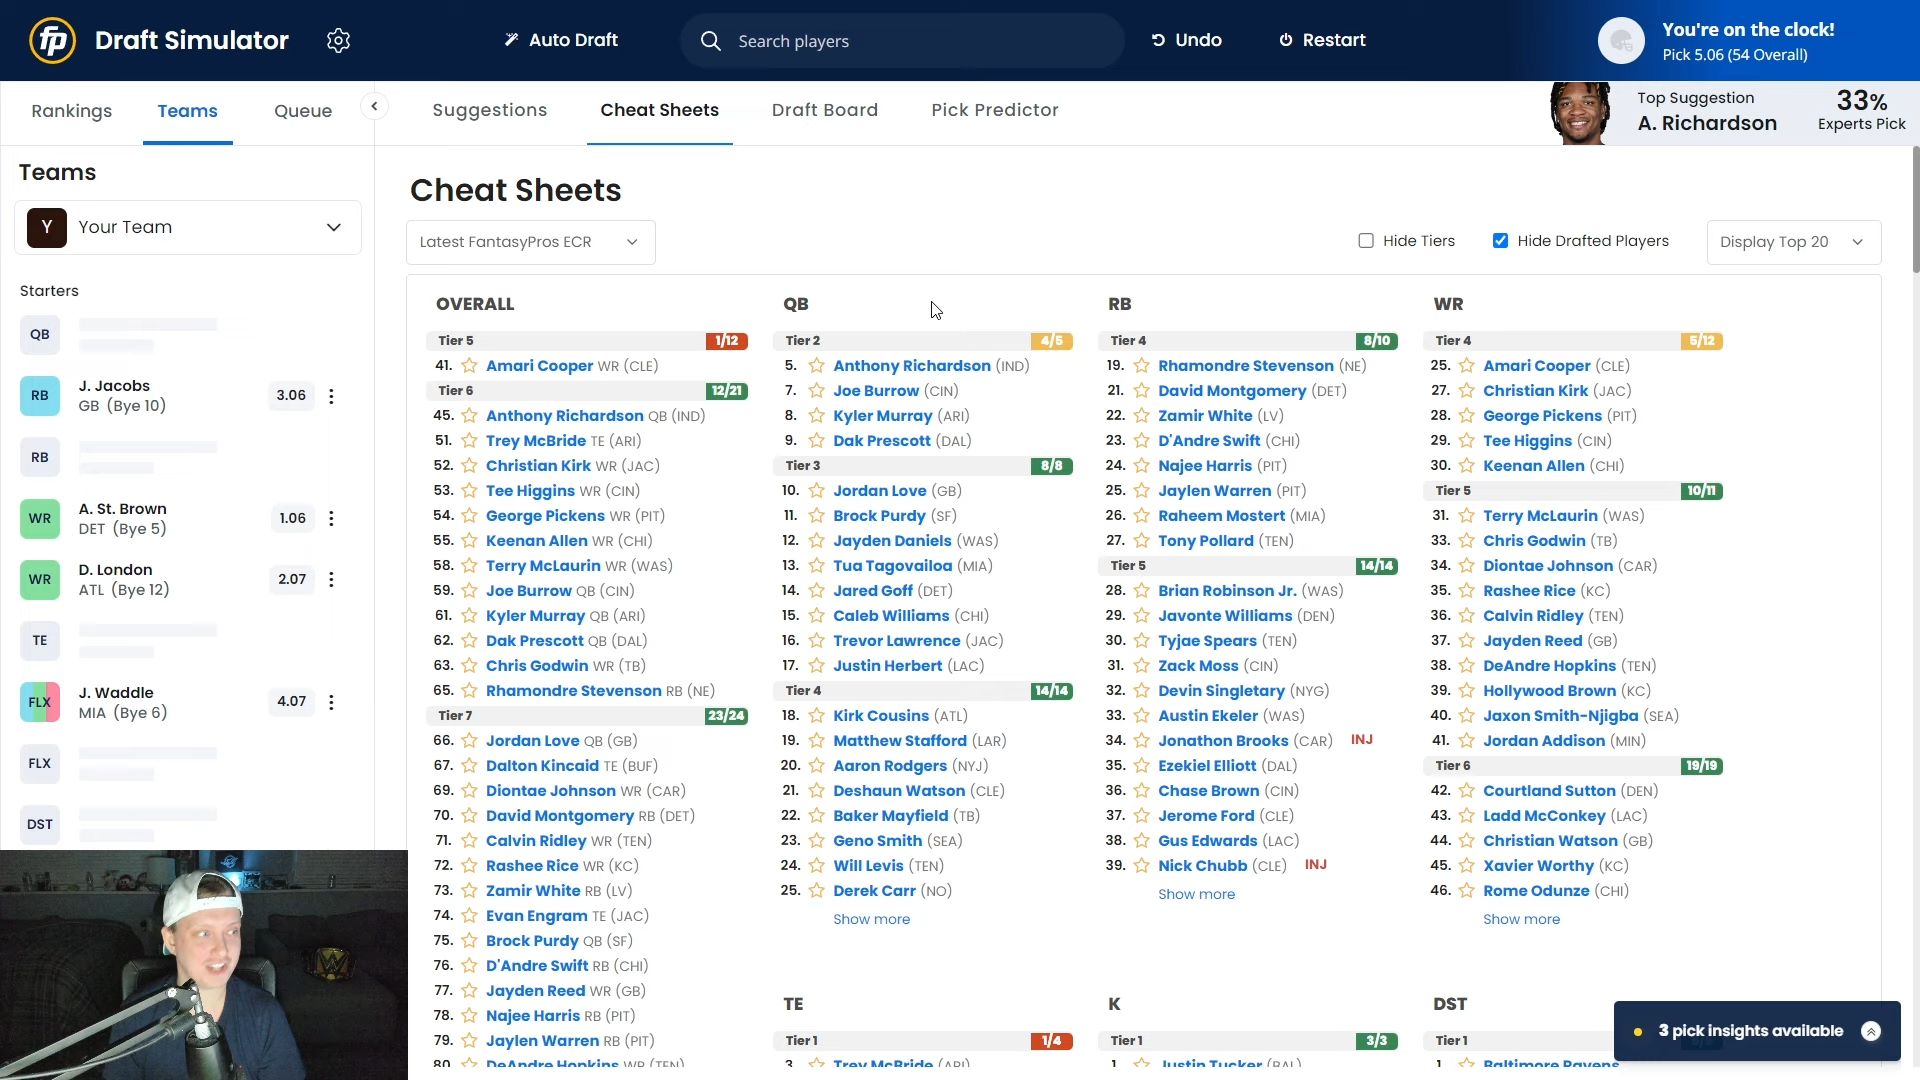 fp Draft Simulator
Auto Draft
Search players
Undo
Restart
You're on the clock!
Pick 5.06 (54 Overall)
Rankings
Teams
Queue
Suggestions
Cheat Sheets
Draft Board
Pick Predictor
Top Suggestion
A. Richardson
33%
Experts Pick
Teams
Y Your Team
Starters
QB
RB J. Jacobs 3.06
GB (Bye 10)
RB
WR A. St. Brown 1.06
DET (Bye 5)
WR D. London 2.07
ATL (Bye 12)
TE
FLX J. Waddle 4.07
MIA (Bye 6)
FLX
DST
Cheat Sheets
Latest FantasyPros ECR
Hide Tiers
Hide Drafted Players
Display Top 20
OVERALL
Tier 5 1/12
41. Amari Cooper WR (CLE)
Tier 6 12/21
45. Anthony Richardson QB (IND)
51. Trey McBride TE (ARI)
52. Christian Kirk WR (JAC)
53. Tee Higgins WR (CIN)
54. George Pickens WR (PIT)
55. Keenan Allen WR (CHI)
58. Terry McLaurin WR (WAS)
59. Joe Burrow QB (CIN)
61. Kyler Murray QB (ARI)
62. Dak Prescott QB (DAL)
63. Chris Godwin WR (TB)
65. Rhamondre Stevenson RB (NE)
Tier 7 23/24
66. Jordan Love QB (GB)
67. Dalton Kincaid TE (BUF)
69. Diontae Johnson WR (CAR)
70. David Montgomery RB (DET)
71. Calvin Ridley WR (TEN)
72. Rashee Rice WR (KC)
73. Zamir White RB (LV)
74. Evan Engram TE (JAC)
75. Brock Purdy QB (SF)
76. D'Andre Swift RB (CHI)
77. Jayden Reed WR (GB)
78. Najee Harris RB (PIT)
79. Jaylen Warren RB (PIT)
80. DeAndre Hopkins WR (TEN)
QB
Tier 2 4/5
5. Anthony Richardson (IND)
7. Joe Burrow (CIN)
8. Kyler Murray (ARI)
9. Dak Prescott (DAL)
Tier 3 8/8
10. Jordan Love (GB)
11. Brock Purdy (SF)
12. Jayden Daniels (WAS)
13. Tua Tagovailoa (MIA)
14. Jared Goff (DET)
15. Caleb Williams (CHI)
16. Trevor Lawrence (JAC)
17. Justin Herbert (LAC)
Tier 4 14/14
18. Kirk Cousins (ATL)
19. Matthew Stafford (LAR)
20. Aaron Rodgers (NYJ)
21. Deshaun Watson (CLE)
22. Baker Mayfield (TB)
23. Geno Smith (SEA)
24. Will Levis (TEN)
25. Derek Carr (NO)
Show more
RB
Tier 4 8/10
19. Rhamondre Stevenson (NE)
21. David Montgomery (DET)
22. Zamir White (LV)
23. D'Andre Swift (CHI)
24. Najee Harris (PIT)
25. Jaylen Warren (PIT)
26. Raheem Mostert (MIA)
27. Tony Pollard (TEN)
Tier 5 14/14
28. Brian Robinson Jr. (WAS)
29. Javonte Williams (DEN)
30. Tyjae Spears (TEN)
31. Zack Moss (CIN)
32. Devin Singletary (NYG)
33. Austin Ekeler (WAS)
34. Jonathon Brooks (CAR) INJ
35. Ezekiel Elliott (DAL)
36. Chase Brown (CIN)
37. Jerome Ford (CLE)
38. Gus Edwards (LAC)
39. Nick Chubb (CLE) INJ
Show more
WR
Tier 4 5/12
25. Amari Cooper (CLE)
27. Christian Kirk (JAC)
28. George Pickens (PIT)
29. Tee Higgins (CIN)
30. Keenan Allen (CHI)
Tier 5 10/11
31. Terry McLaurin (WAS)
33. Chris Godwin (TB)
34. Diontae Johnson (CAR)
35. Rashee Rice (KC)
36. Calvin Ridley (TEN)
37. Jayden Reed (GB)
38. DeAndre Hopkins (TEN)
39. Hollywood Brown (KC)
40. Jaxon Smith-Njigba (SEA)
41. Jordan Addison (MIN)
Tier 6 19/19
42. Courtland Sutton (DEN)
43. Ladd McConkey (LAC)
44. Christian Watson (GB)
45. Xavier Worthy (KC)
46. Rome Odunze (CHI)
Show more
TE
Tier 1 1/4
3. Trey McBride (ARI)
K
Tier 1 3/3
1. Justin Tucker (BAL)
DST
Tier 1
1. Baltimore Ravens
3 pick insights available